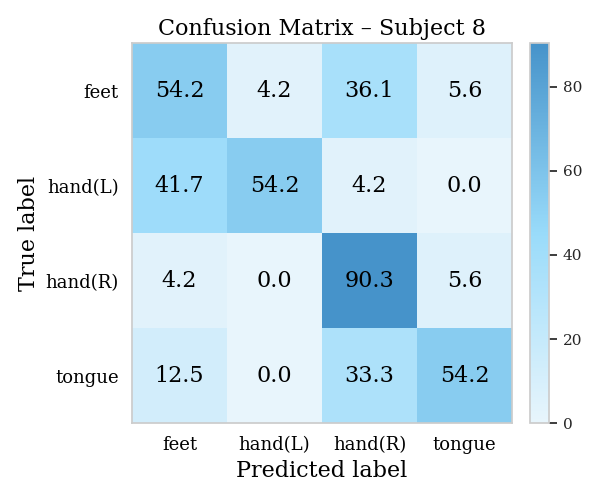 Confusion Matrix – Subject 8
True label
feet 54.2 4.2 36.1 5.6
hand(L) 41.7 54.2 4.2 0.0
hand(R) 4.2 0.0 90.3 5.6
tongue 12.5 0.0 33.3 54.2
feet hand(L) hand(R) tongue
Predicted label
80
60
40
20
0